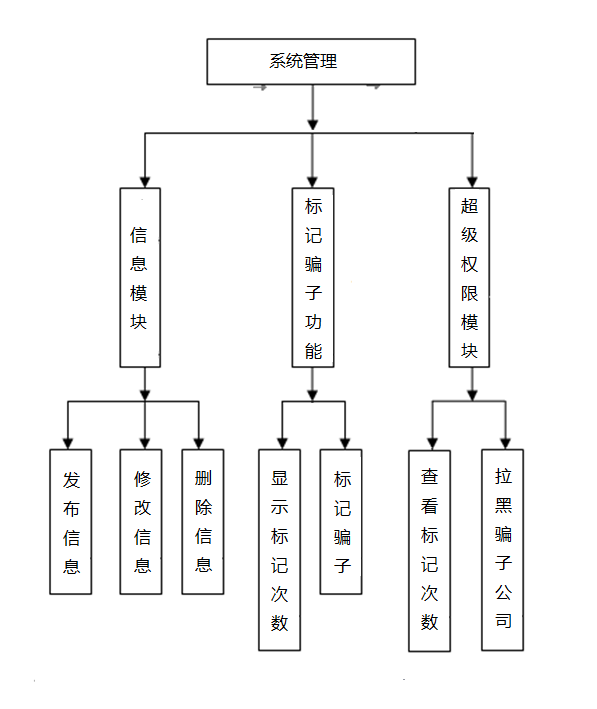 系统管理
信息模块
标记骗子功能
超级权限模块
发布信息
修改信息
删除信息
显示标记次数
标记骗子
查看标记次数
拉黑骗子公司